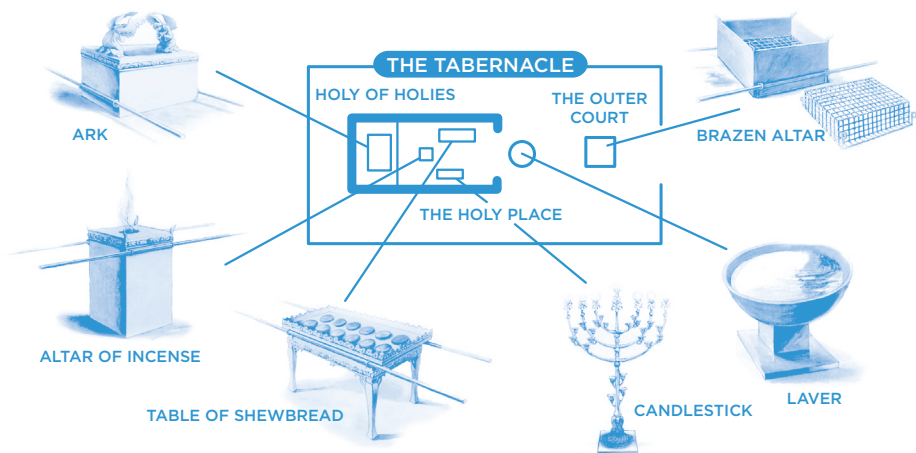 THE TABERNACLE
HOLY OF HOLIES
THE OUTER
COURT
ARK
BRAZEN ALTAR
THE HOLY PLACE
ALTAR OF INCENSE
TABLE OF SHEWBREAD
CANDLESTICK
LAVER